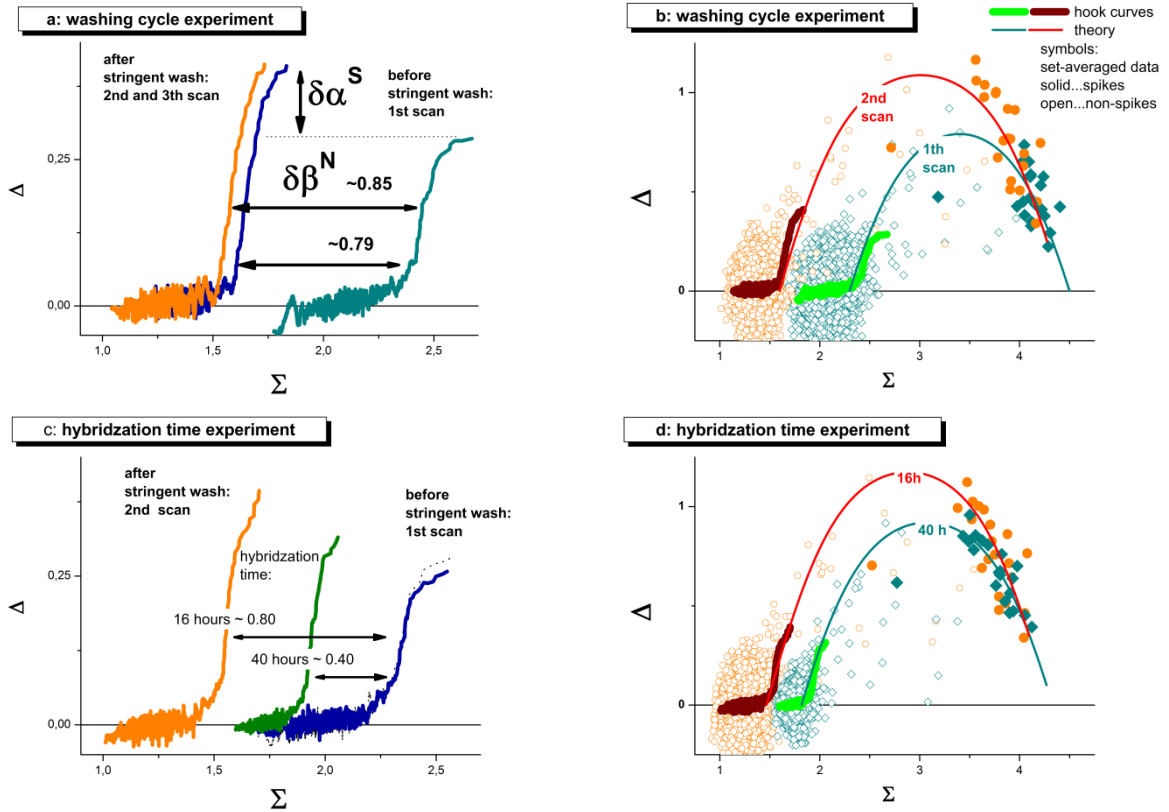 a: washing cycle experiment
after
stringent wash:
2nd and 3th scan
before
stringent wash:
1st scan
δα^S
δβ^N
~0.85
~0.79
0,25
0,00
Δ
1,0 1,5 2,0 2,5
Σ
b: washing cycle experiment
hook curves
theory
symbols:
set-averaged data
solid...spikes
open...non-spikes
2nd
scan
1th
scan
1
0
Δ
1 2 3 4
Σ
c: hybridzation time experiment
after
stringent wash:
2nd scan
before
stringent wash:
1st scan
hybridzation
time:
16 hours ~ 0.80
40 hours ~ 0.40
0,25
0,00
Δ
1,0 1,5 2,0 2,5
Σ
d: hybridzation time experiment
16h
40 h
1
0
Δ
1 2 3 4
Σ